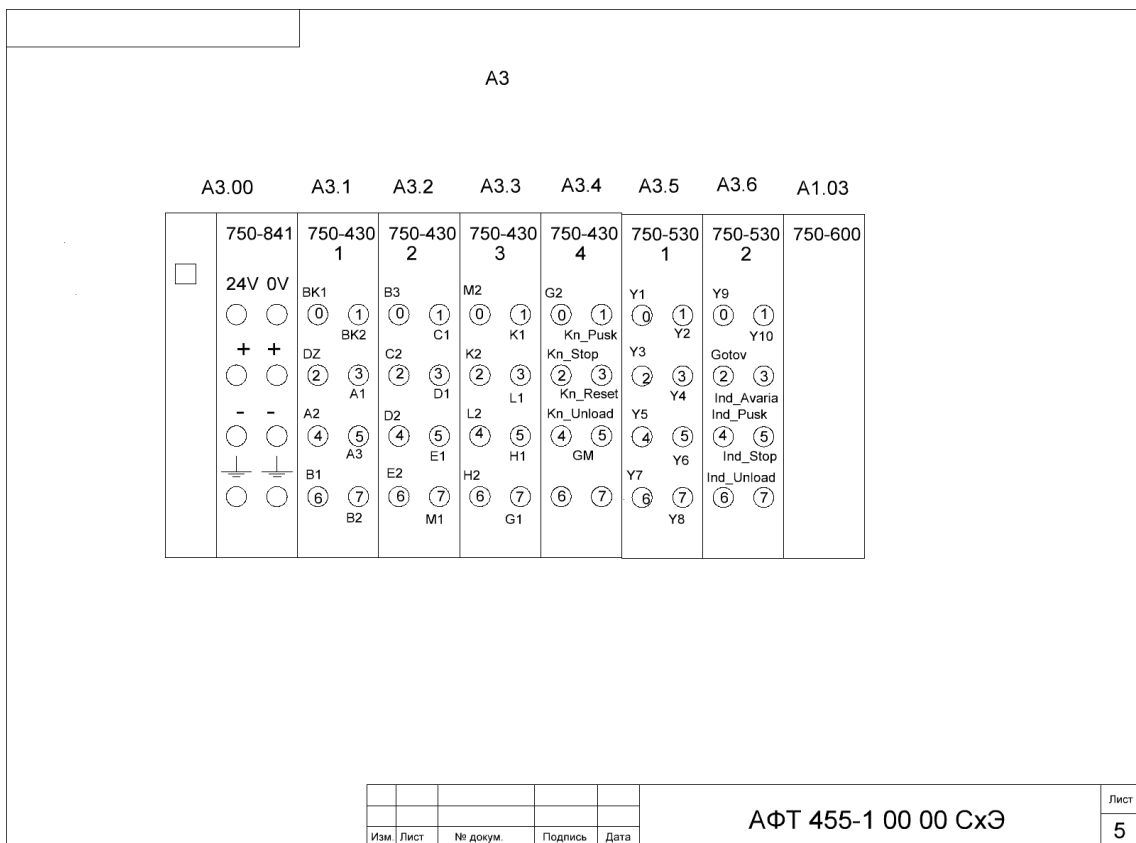 A3
A3.00 A3.1 A3.2 A3.3 A3.4 A3.5 A3.6 A1.03
750-841 750-430 750-430 750-430 750-430 750-530 750-530 750-600
1 2 3 4 1 2
24V 0V
BK1 B3 M2 G2 Y1 Y9
0 1 0 1 0 1 0 1 0 1 0 1
BK2 C1 K1 Kn_Pusk Y2 Y10
+ +
DZ C2 K2 Kn_Stop Y3 Gotov
2 3 2 3 2 3 2 3 2 3 2 3
A1 D1 L1 Kn_Reset Y4 Ind_Avaria
- -
A2 D2 L2 Kn_Unload Y5 Ind_Pusk
4 5 4 5 4 5 4 5 4 5 4 5
A3 E1 H1 GM Y6 Ind_Stop
B1 E2 H2 Y7 Ind_Unload
6 7 6 7 6 7 6 7 6 7 6 7
B2 M1 G1 Y8
Изм. Лист № докум. Подпись Дата
АФТ 455-1 00 00 СхЭ
Лист
5